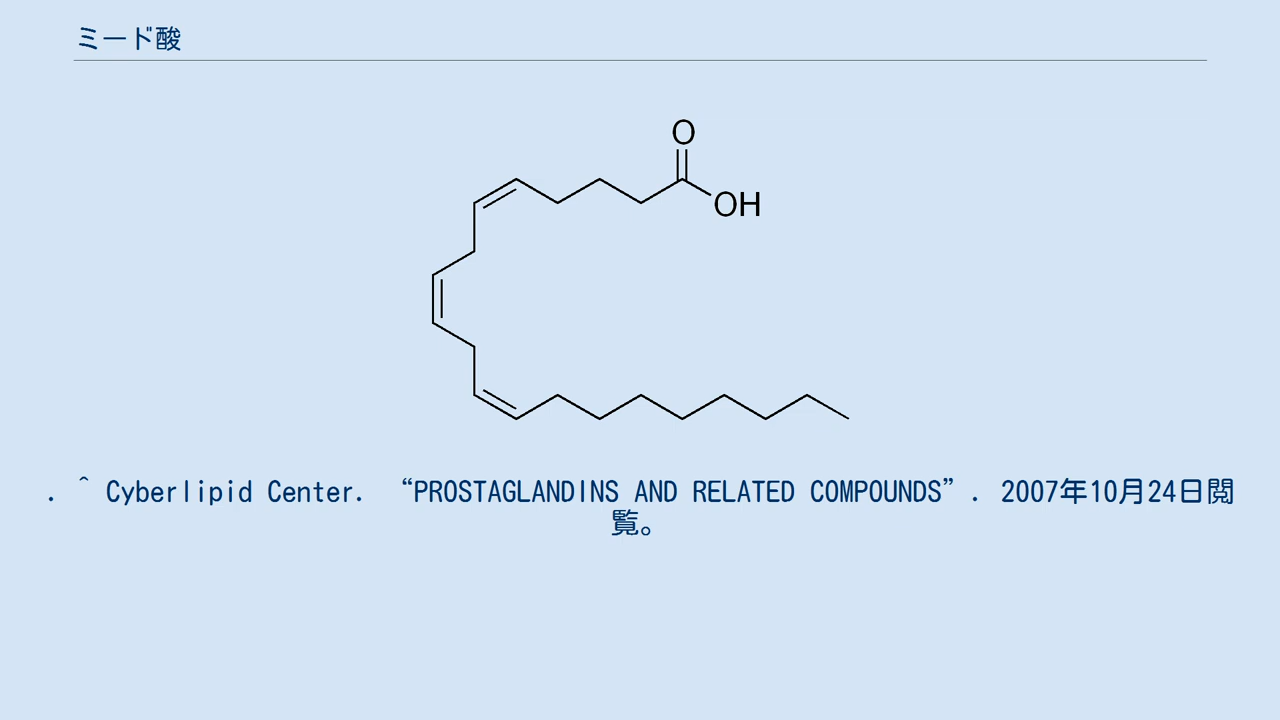 ミード酸
O
OH
. ^ Cyberlipid Center. “PROSTAGLANDINS AND RELATED COMPOUNDS”. 2007年10月24日閲
覧。